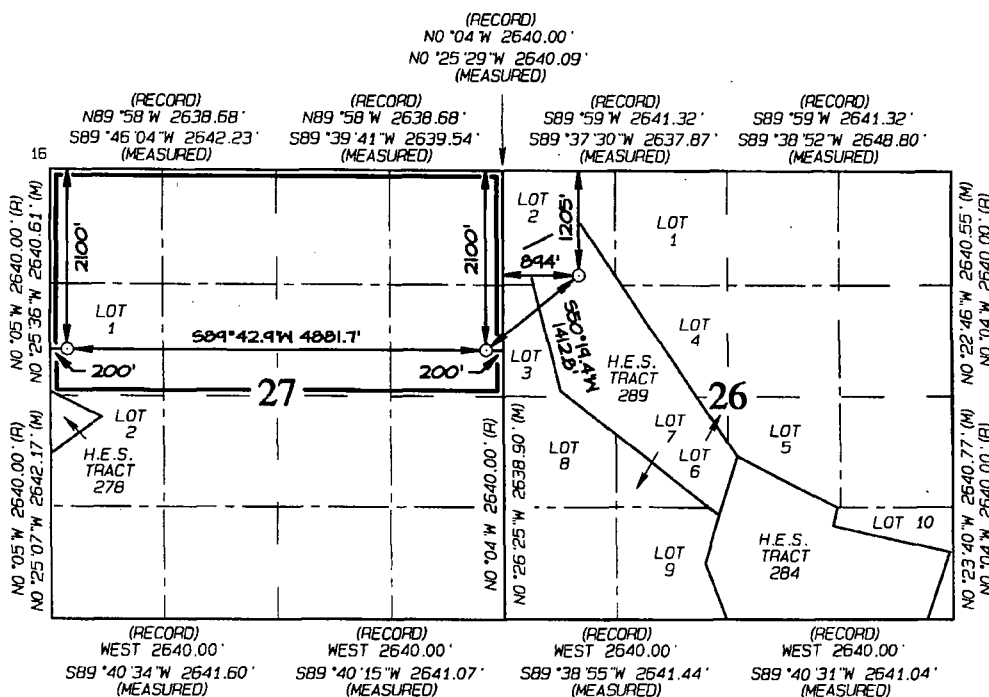 (RECORD)
N0°04'W 2640.00'
N0°25'29"W 2640.09'
(MEASURED)
(RECORD)
N89°58'W 2638.68'
S89°46'04"W 2642.23'
(MEASURED)
(RECORD)
N89°58'W 2638.68'
S89°39'41"W 2639.54'
(MEASURED)
(RECORD)
S89°59'W 2641.32'
S89°37'30"W 2637.87'
(MEASURED)
(RECORD)
S89°59'W 2641.32'
S89°38'52"W 2648.80'
(MEASURED)
16
N0°05'W 2640.00'(R)
N0°25'36"W 2640.61'(M)
2100'
2100'
LOT
1
S89°42.9'W 4881.7'
200'
200'
27
LOT
2
1205'
894'
S50°19.4'W
1412.8'
LOT
1
LOT
3
LOT
4
H.E.S.
TRACT
289
26
N0°22'46"W 2640.55'(M)
N0°04'W 2640.00'(R)
N0°05'W 2640.00'(R)
N0°25'07"W 2642.17'(M)
LOT
2
H.E.S.
TRACT
278
N0°04'W 2640.00'(R)
N0°26'25"W 2638.90'(M)
LOT
8
LOT
7
LOT
6
LOT
5
LOT 10
LOT
9
H.E.S.
TRACT
284
N0°23'40"W 2640.77'(M)
N0°04'W 2640.00'(R)
(RECORD)
WEST 2640.00'
S89°40'34"W 2641.60'
(MEASURED)
(RECORD)
WEST 2640.00'
S89°40'15"W 2641.07'
(MEASURED)
(RECORD)
WEST 2640.00'
S89°38'55"W 2641.44'
(MEASURED)
(RECORD)
WEST 2640.00'
S89°40'31"W 2641.04'
(MEASURED)